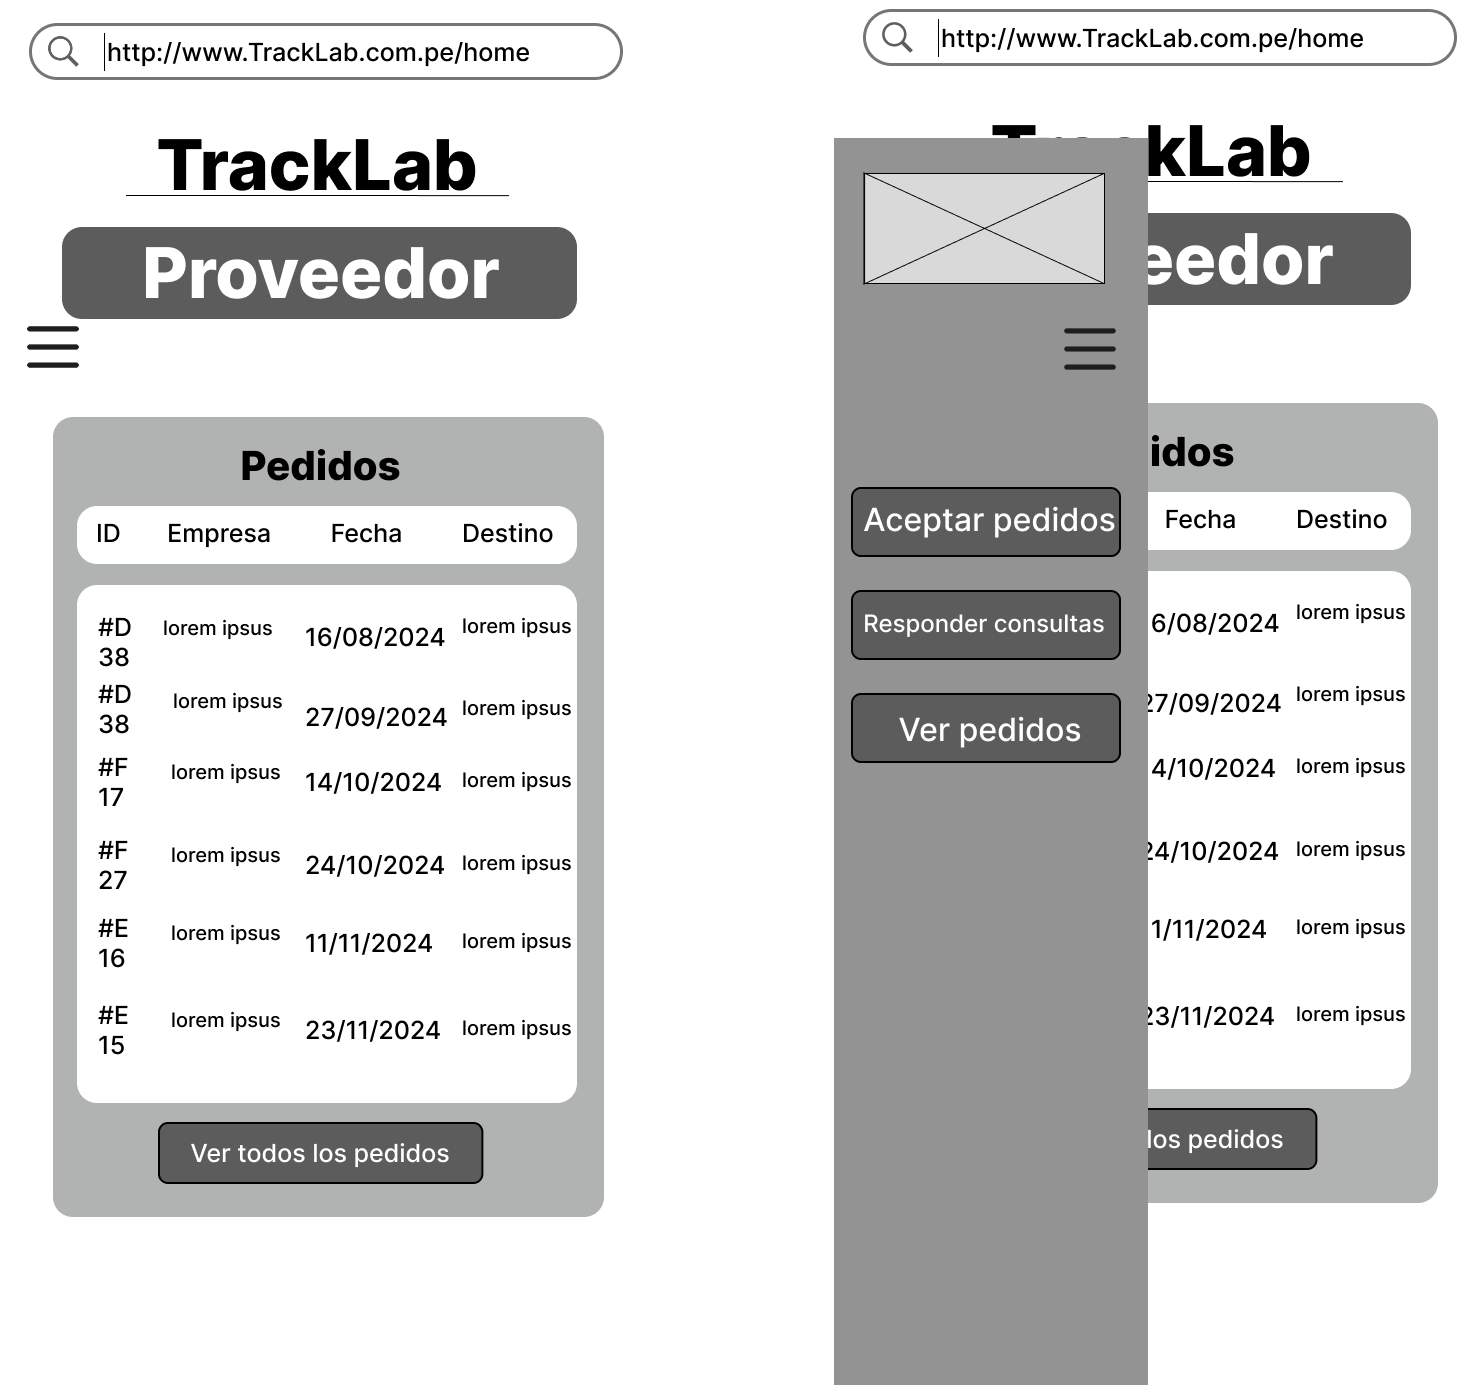 http://www.TrackLab.com.pe/home
TrackLab
Proveedor
Pedidos
ID Empresa Fecha Destino
#D 38 lorem ipsus 16/08/2024 lorem ipsus
#D 38 lorem ipsus 27/09/2024 lorem ipsus
#F 17 lorem ipsus 14/10/2024 lorem ipsus
#F 27 lorem ipsus 24/10/2024 lorem ipsus
#E 16 lorem ipsus 11/11/2024 lorem ipsus
#E 15 lorem ipsus 23/11/2024 lorem ipsus
Ver todos los pedidos
http://www.TrackLab.com.pe/home
kLab
eedor
Aceptar pedidos
Responder consultas
Ver pedidos
idos
Fecha Destino
6/08/2024 lorem ipsus
27/09/2024 lorem ipsus
4/10/2024 lorem ipsus
24/10/2024 lorem ipsus
1/11/2024 lorem ipsus
23/11/2024 lorem ipsus
los pedidos